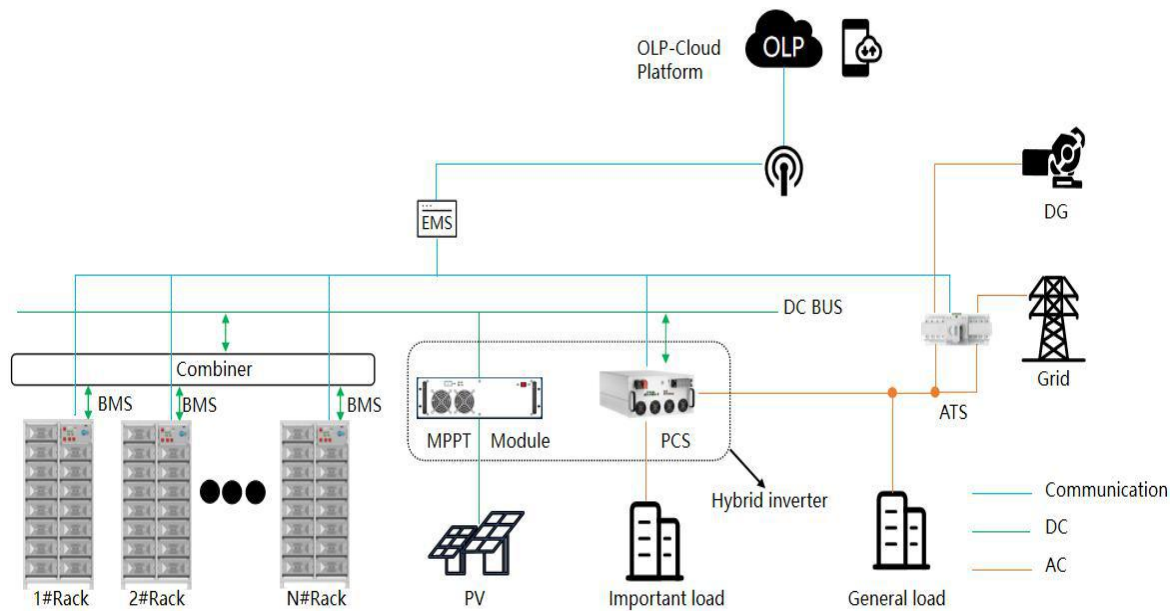 OLP-Cloud
Platform
OLP
EMS
DG
DC BUS
Combiner
Grid
BMS
BMS
BMS
ATS
MPPT Module
PCS
Hybrid inverter
Communication
DC
AC
1#Rack
2#Rack
N#Rack
PV
Important load
General load